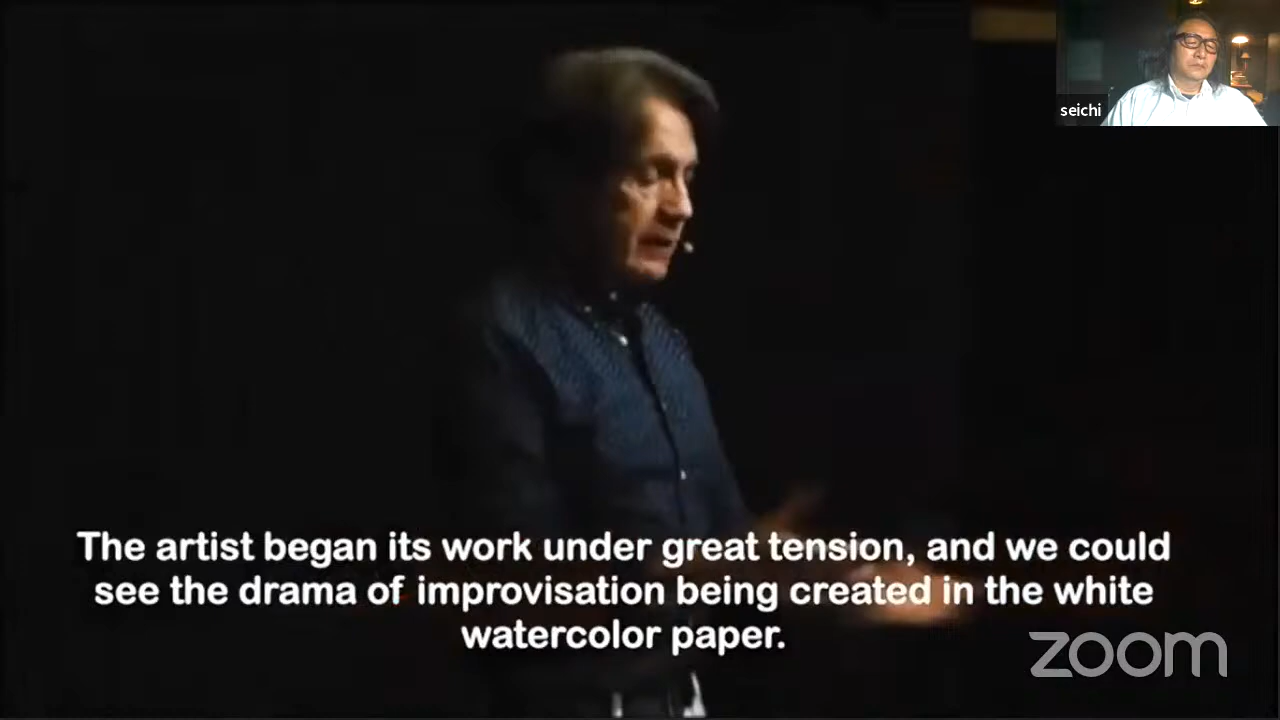 seichi
The artist began its work under great tension, and we could
see the drama of improvisation being created in the white
watercolor paper.
zoom